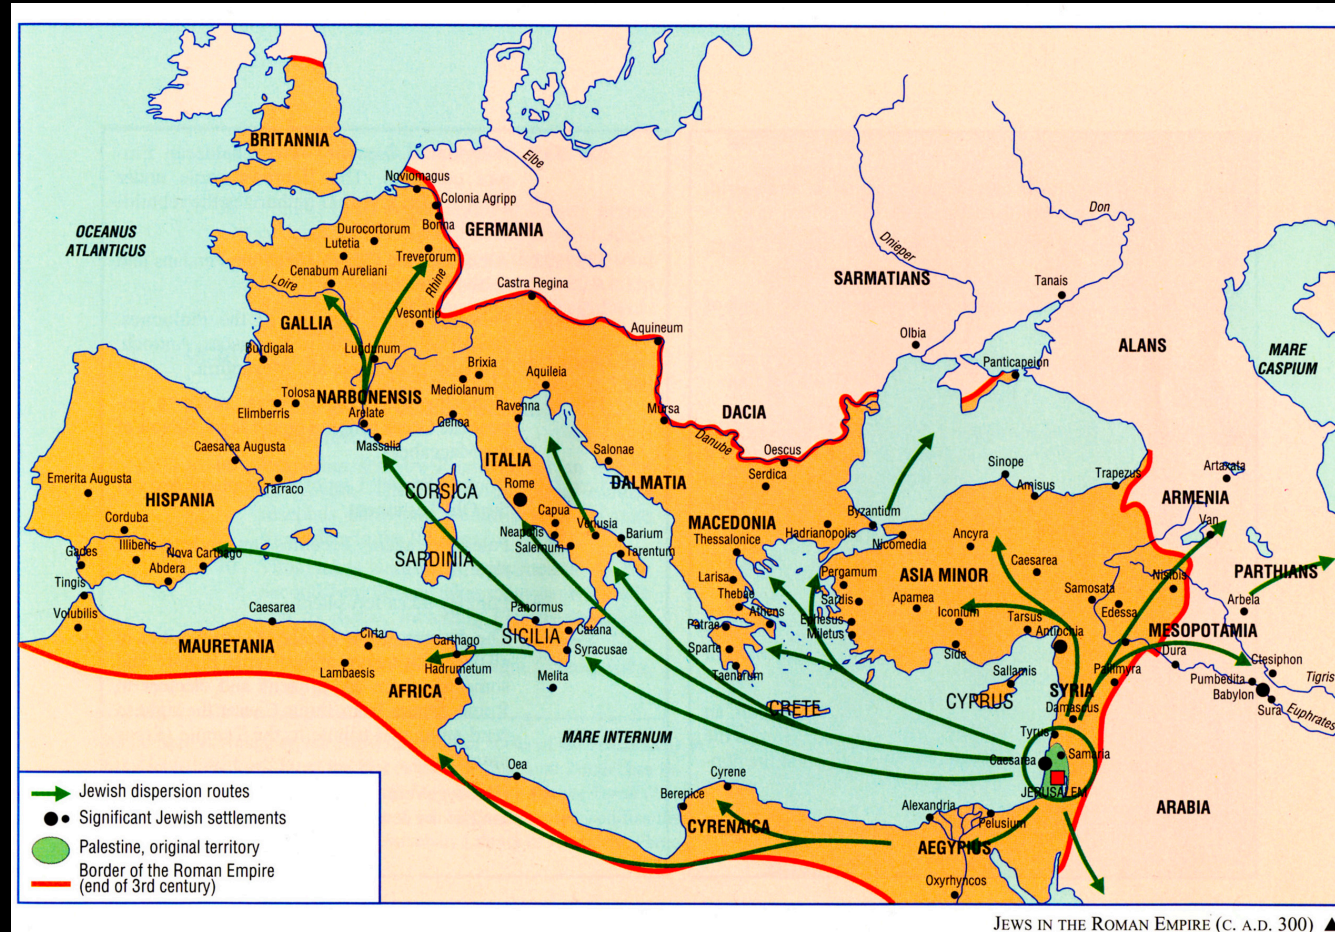 BRITANNIA
OCEANUS
ATLANTICUS
Noviomagus
Colonia Agripp
Bonna
GERMANIA
Elbe
Durocortorum
Lutetia
Treverorum
Cenabum Aureliani
Loire
Rhine
Castra Regina
GALLIA
Vesontio
Burdigala
Lugdunum
Brixia
Mediolanum
Aquileia
Aquineum
Tolosa
NARBONENSIS
Elimberris
Arelate
Genoa
Ravenna
Massalia
Mursa
DACIA
Danube
Oescus
Serdica
SARMATIANS
Dnieper
Don
Tanais
Olbia
Panticapeion
ALANS
MARE
CASPIUM
Caesarea Augusta
Tarraco
Emerita Augusta
HISPANIA
Corduba
Illiberis
Gades
Nova Carthago
Abdera
Tingis
Volubilis
ITALIA
CORSICA
Rome
SARDINIA
Capua
Neapolis
Salernum
Venusia
Barium
Tarentum
Salonae
DALMATIA
MACEDONIA
Thessalonice
Hadrianopolis
Byzantium
Nicomedia
Sinope
Amisus
Trapezus
Artaxata
ARMENIA
Van
Ancyra
Caesarea
ASIA MINOR
Pergamum
Sardis
Apamea
Iconium
Ephesus
Miletus
Side
Tarsus
Antiochia
Samosata
Edessa
Nisibis
PARTHIANS
Arbela
MESOPOTAMIA
Dura
Ctesiphon
Pumbedita
Babylon
Sura
Tigris
Euphrates
Larisa
Thebae
Athens
Patrae
Sparte
Taenarum
CRETE
Panormus
SICILIA
Catana
Syracusae
Melita
Caesarea
MAURETANIA
Cirta
Lambaesis
Carthago
Hadrumetum
AFRICA
MARE INTERNUM
Oea
Cyrene
Berenice
CYRENAICA
Sallamis
CYPRUS
SYRIA
Palmyra
Damascus
Tyrus
Caesarea
Samaria
JERUSALEM
Alexandria
Pelusium
AEGYPIUS
Oxyrhyncos
ARABIA
Jewish dispersion routes
Significant Jewish settlements
Palestine, original territory
Border of the Roman Empire
(end of 3rd century)
JEWS IN THE ROMAN EMPIRE (C. A.D. 300)